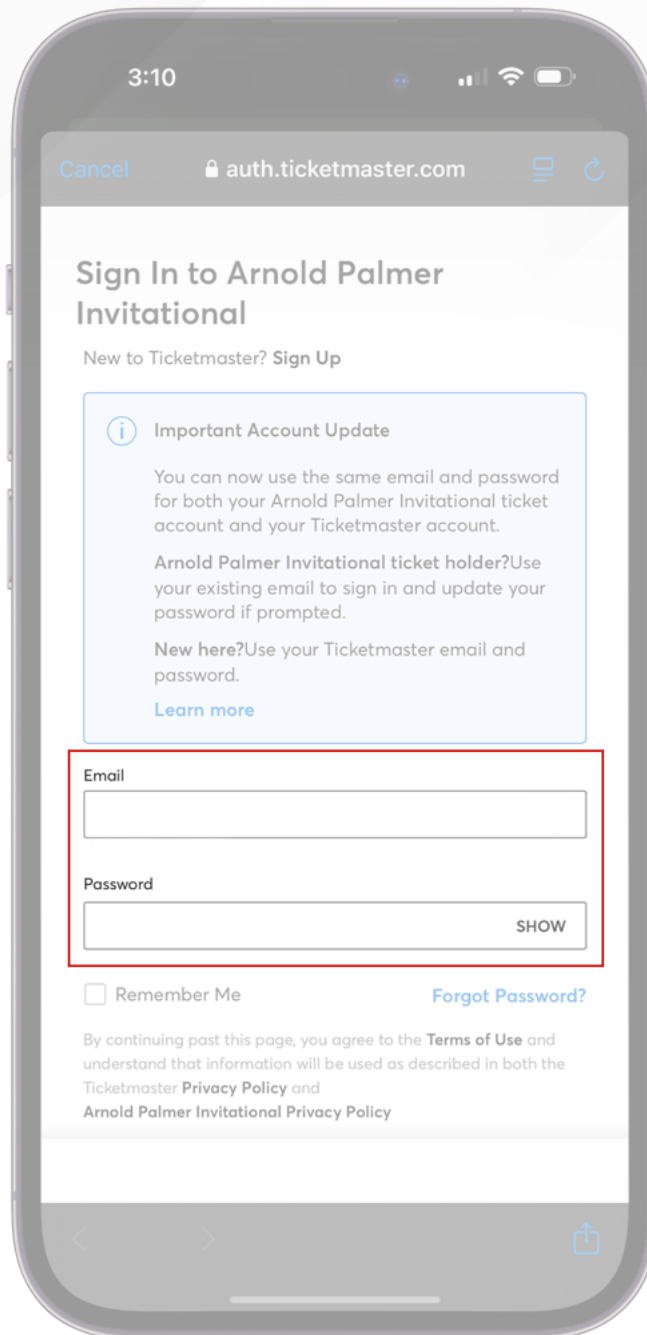 3:10
Cancel
auth.ticketmaster.com
Sign In to Arnold Palmer
Invitational
New to Ticketmaster? Sign Up
Important Account Update
You can now use the same email and password
for both your Arnold Palmer Invitational ticket
account and your Ticketmaster account.
Arnold Palmer Invitational ticket holder?Use
your existing email to sign in and update your
password if prompted.
New here?Use your Ticketmaster email and
password.
Learn more
Email
Password
SHOW
Remember Me
Forgot Password?
By continuing past this page, you agree to the Terms of Use and
understand that information will be used as described in both the
Ticketmaster Privacy Policy and
Arnold Palmer Invitational Privacy Policy